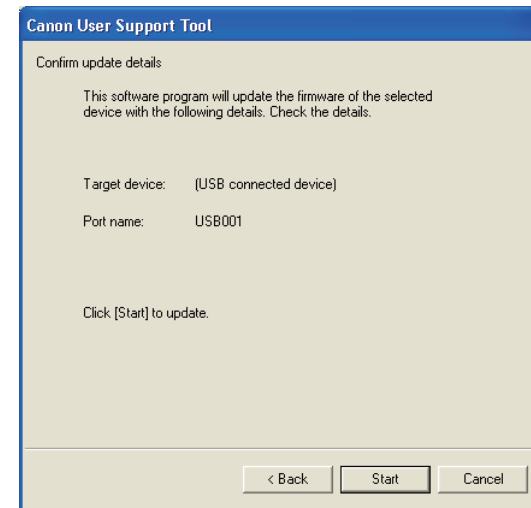 Canon User Support Tool
Confirm update details
This software program will update the firmware of the selected
device with the following details. Check the details.
Target device: (USB connected device)
Port name: USB001
Click [Start] to update.
< Back Start Cancel